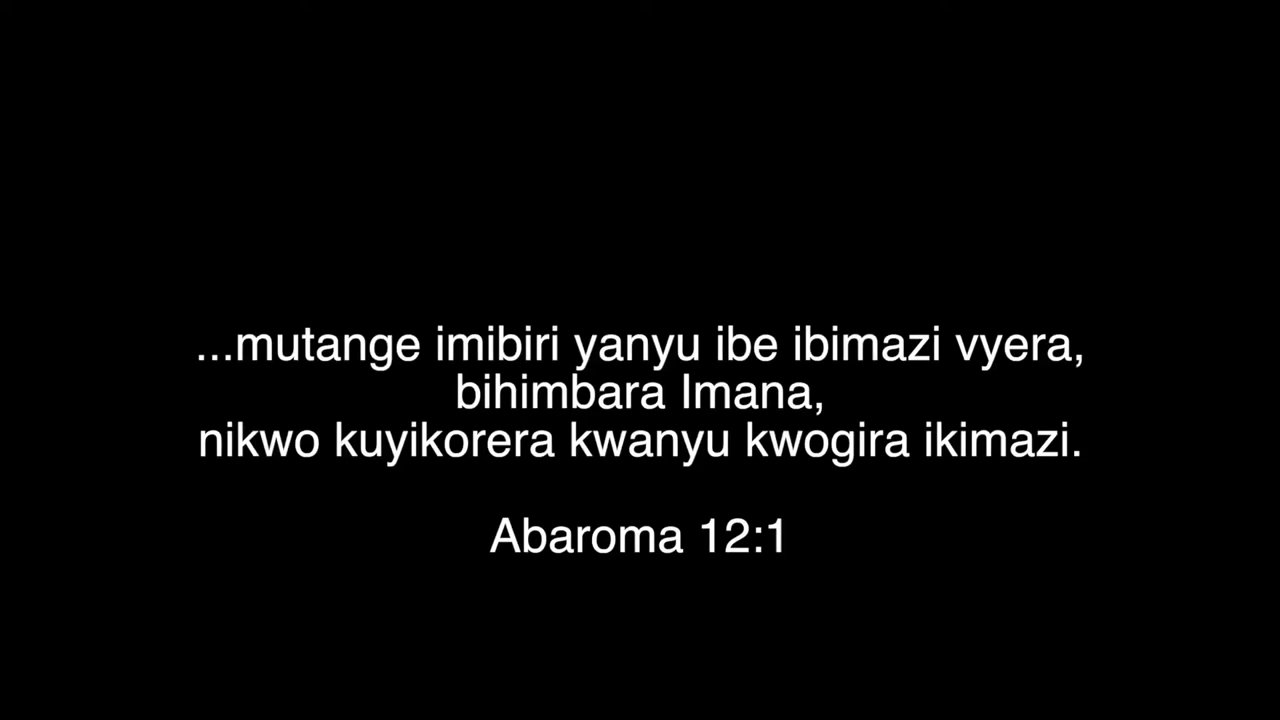 ...mutange imibiri yanyu ibe ibimazi vyera,
bihimbara Imana,
nikwo kuyikorera kwanyu kwogira ikimazi.
Abaroma 12:1